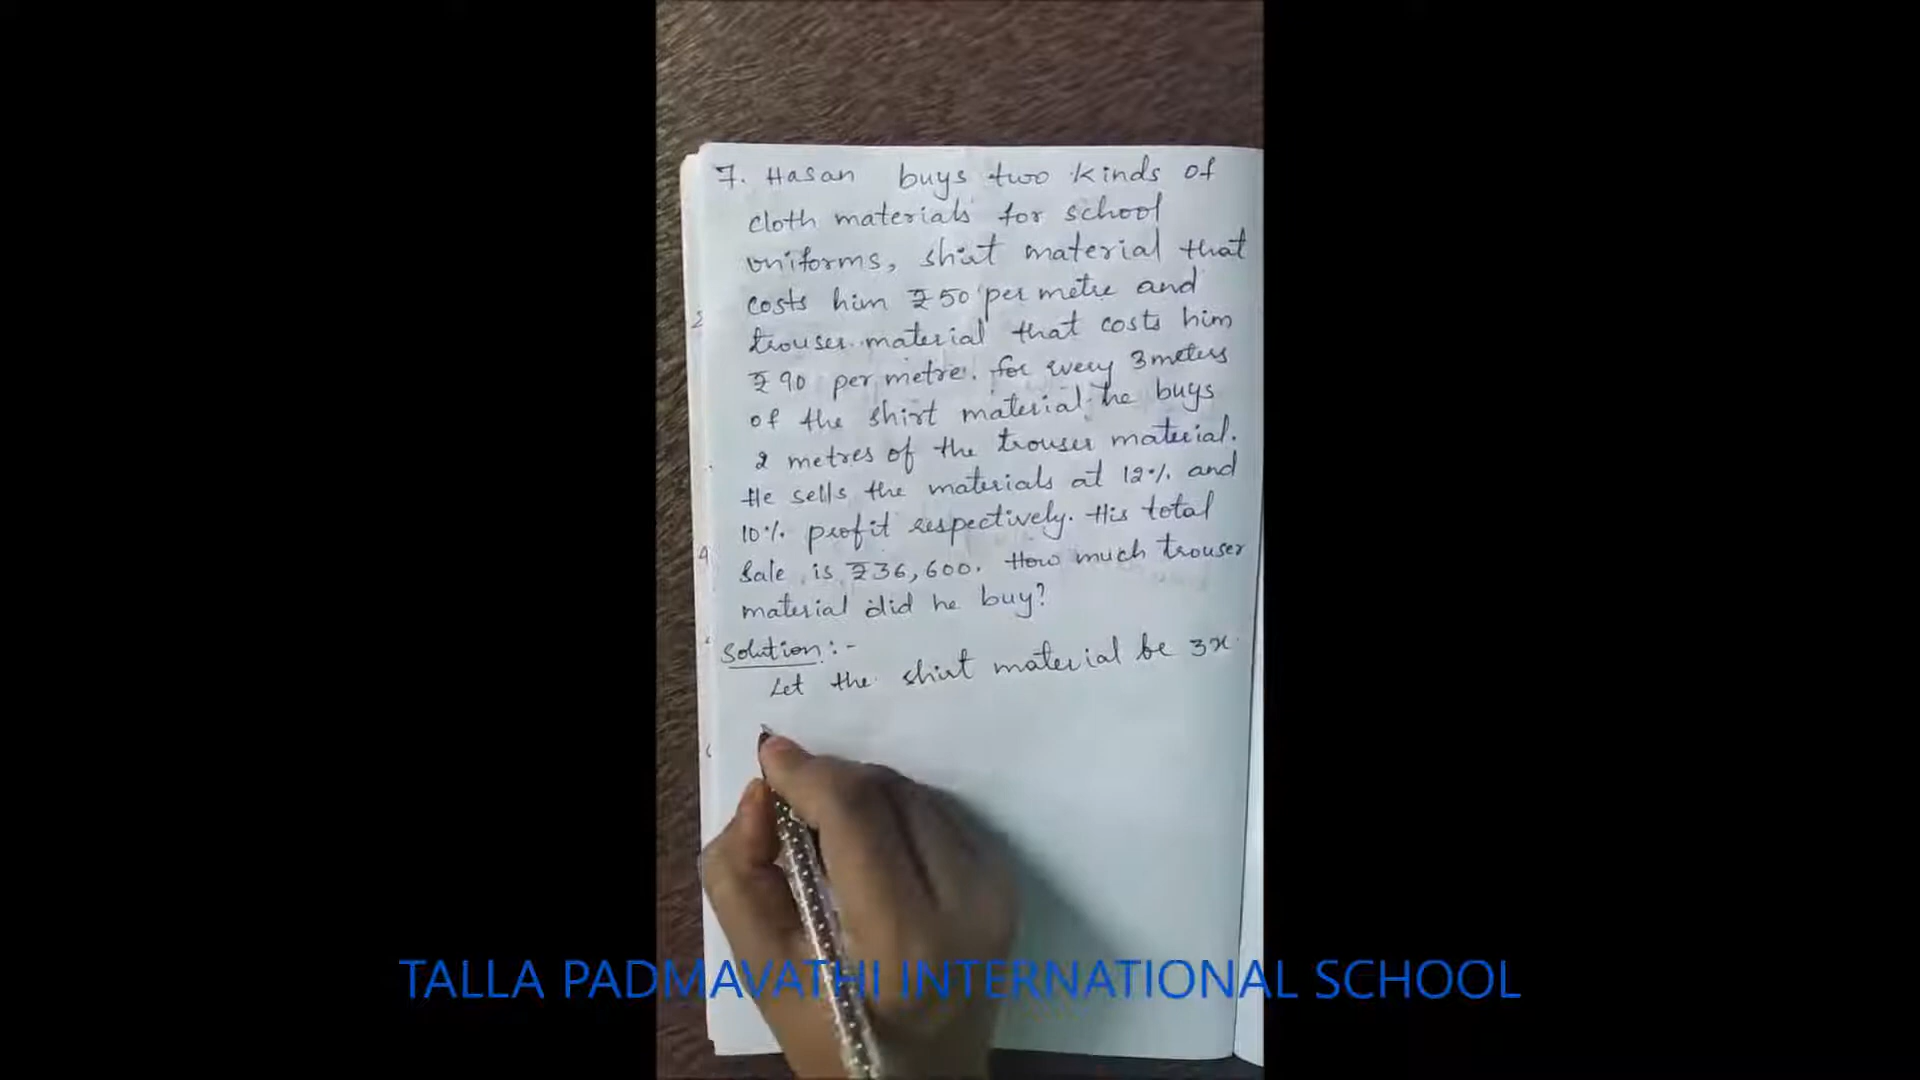 7. Hasan buys two kinds of
cloth materials for school
uniforms, shirt material that
costs him ₹50 per metre and
trouser material that costs him
₹90 per metre. for every 3 meters
of the shirt material he buys
2 metres of the trouser material.
He sells the materials at 12% and
10% profit respectively. His total
Sale is ₹36,600. How much trouser
material did he buy?
Solution:-
Let the shirt material be 3x
TALLA PADMAVATHI INTERNATIONAL SCHOOL